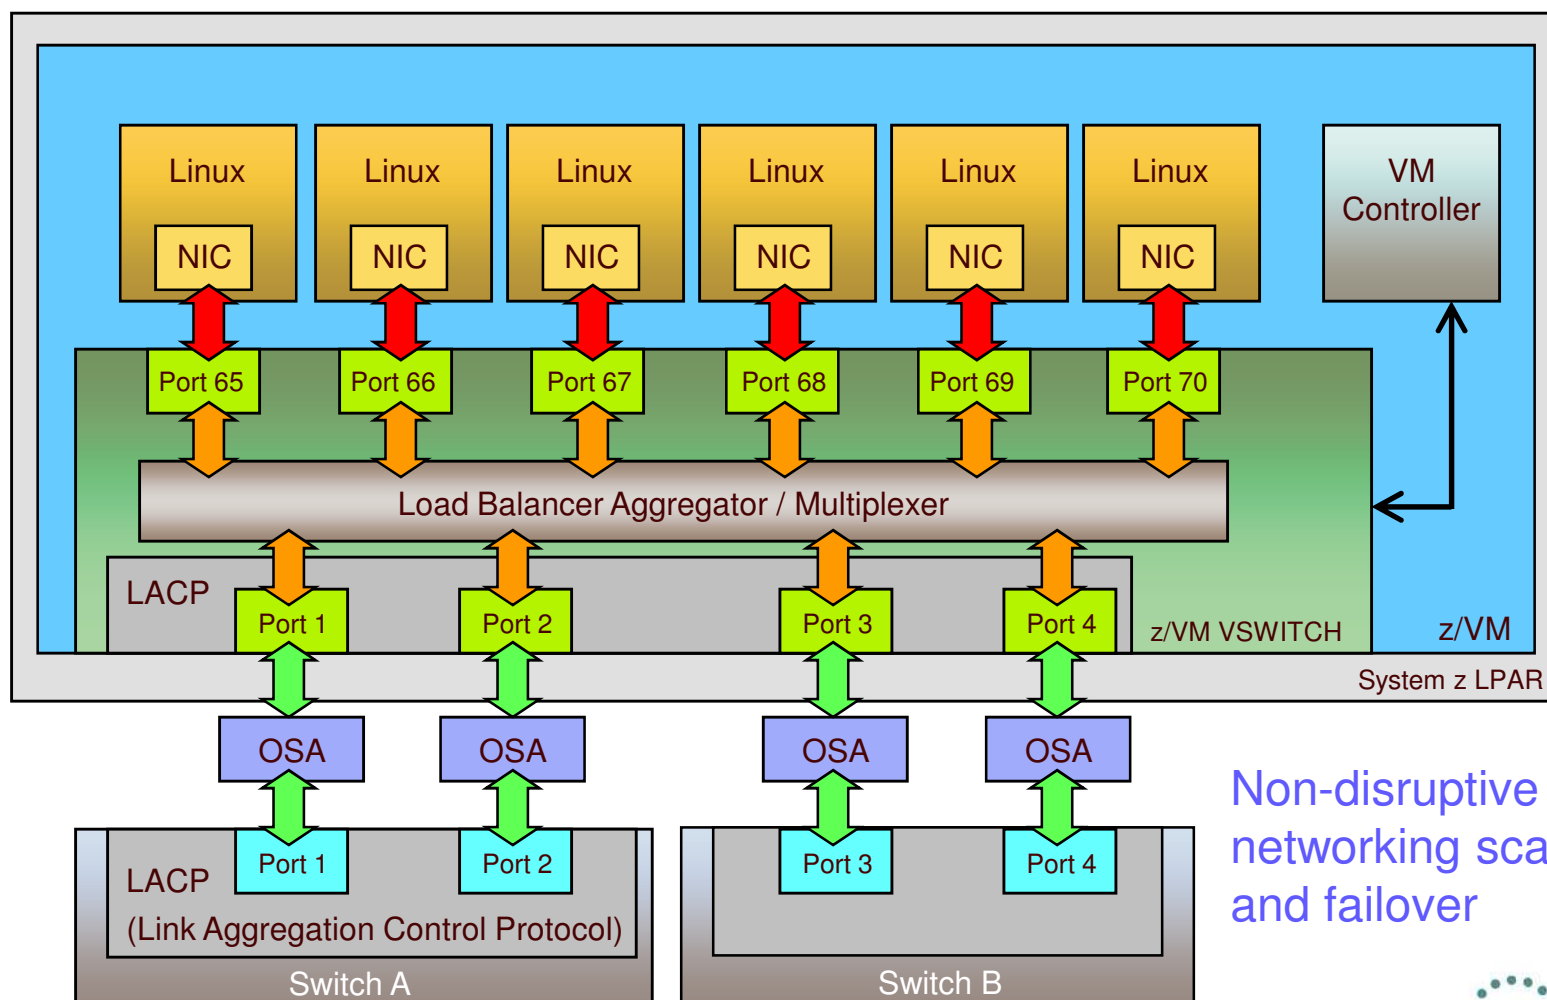 Linux
Linux
Linux
Linux
Linux
Linux
VM
Controller
NIC
NIC
NIC
NIC
NIC
NIC
Port 65
Port 66
Port 67
Port 68
Port 69
Port 70
Load Balancer Aggregator / Multiplexer
LACP
Port 1
Port 2
Port 3
Port 4
z/VM VSWITCH
z/VM
System z LPAR
OSA
OSA
OSA
OSA
Non-disruptive
networking sca
and failover
Port 1
Port 2
Port 3
Port 4
LACP
(Link Aggregation Control Protocol)
Switch A
Switch B